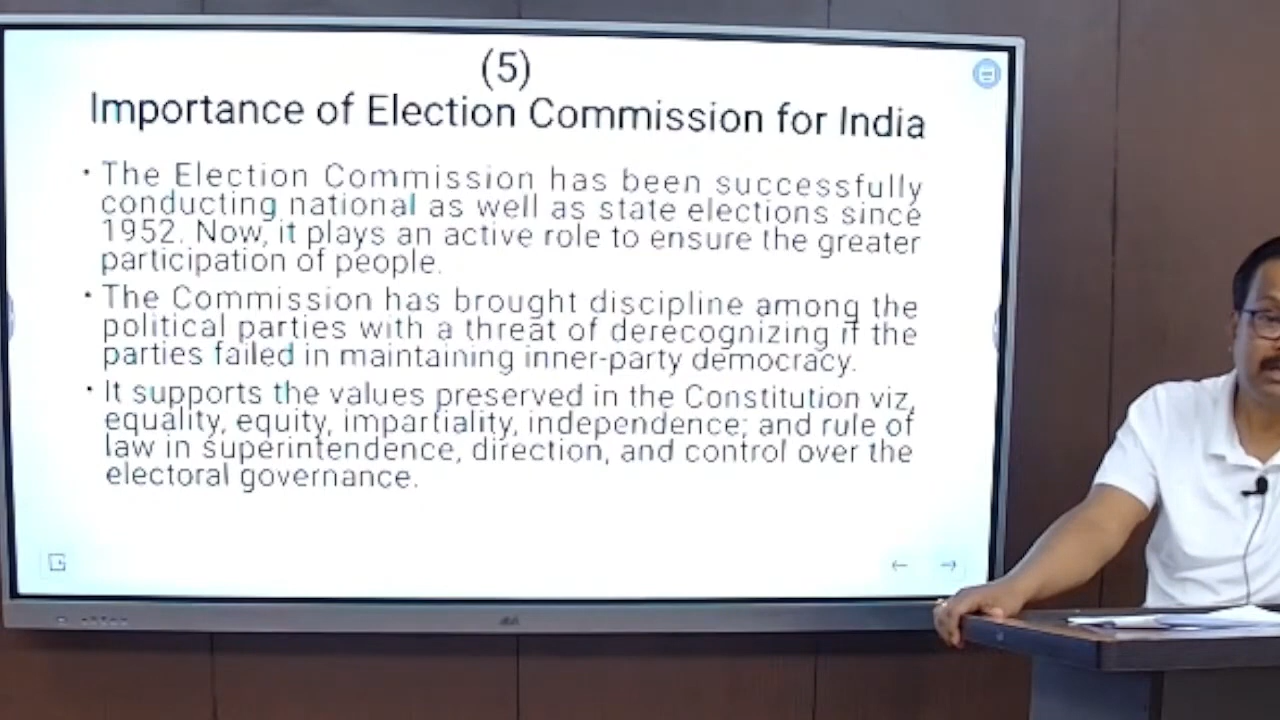 (5)
Importance of Election Commission for India
• The Election Commission has been successfully
conducting national as well as state elections since
1952. Now, it plays an active role to ensure the greater
participation of people.
• The Commission has brought discipline among the
political parties with a threat of derecognizing if the
parties failed in maintaining inner-party democracy.
• It supports the values preserved in the Constitution viz,
equality, equity, impartiality, independence; and rule of
law in superintendence, direction, and control over the
electoral governance.